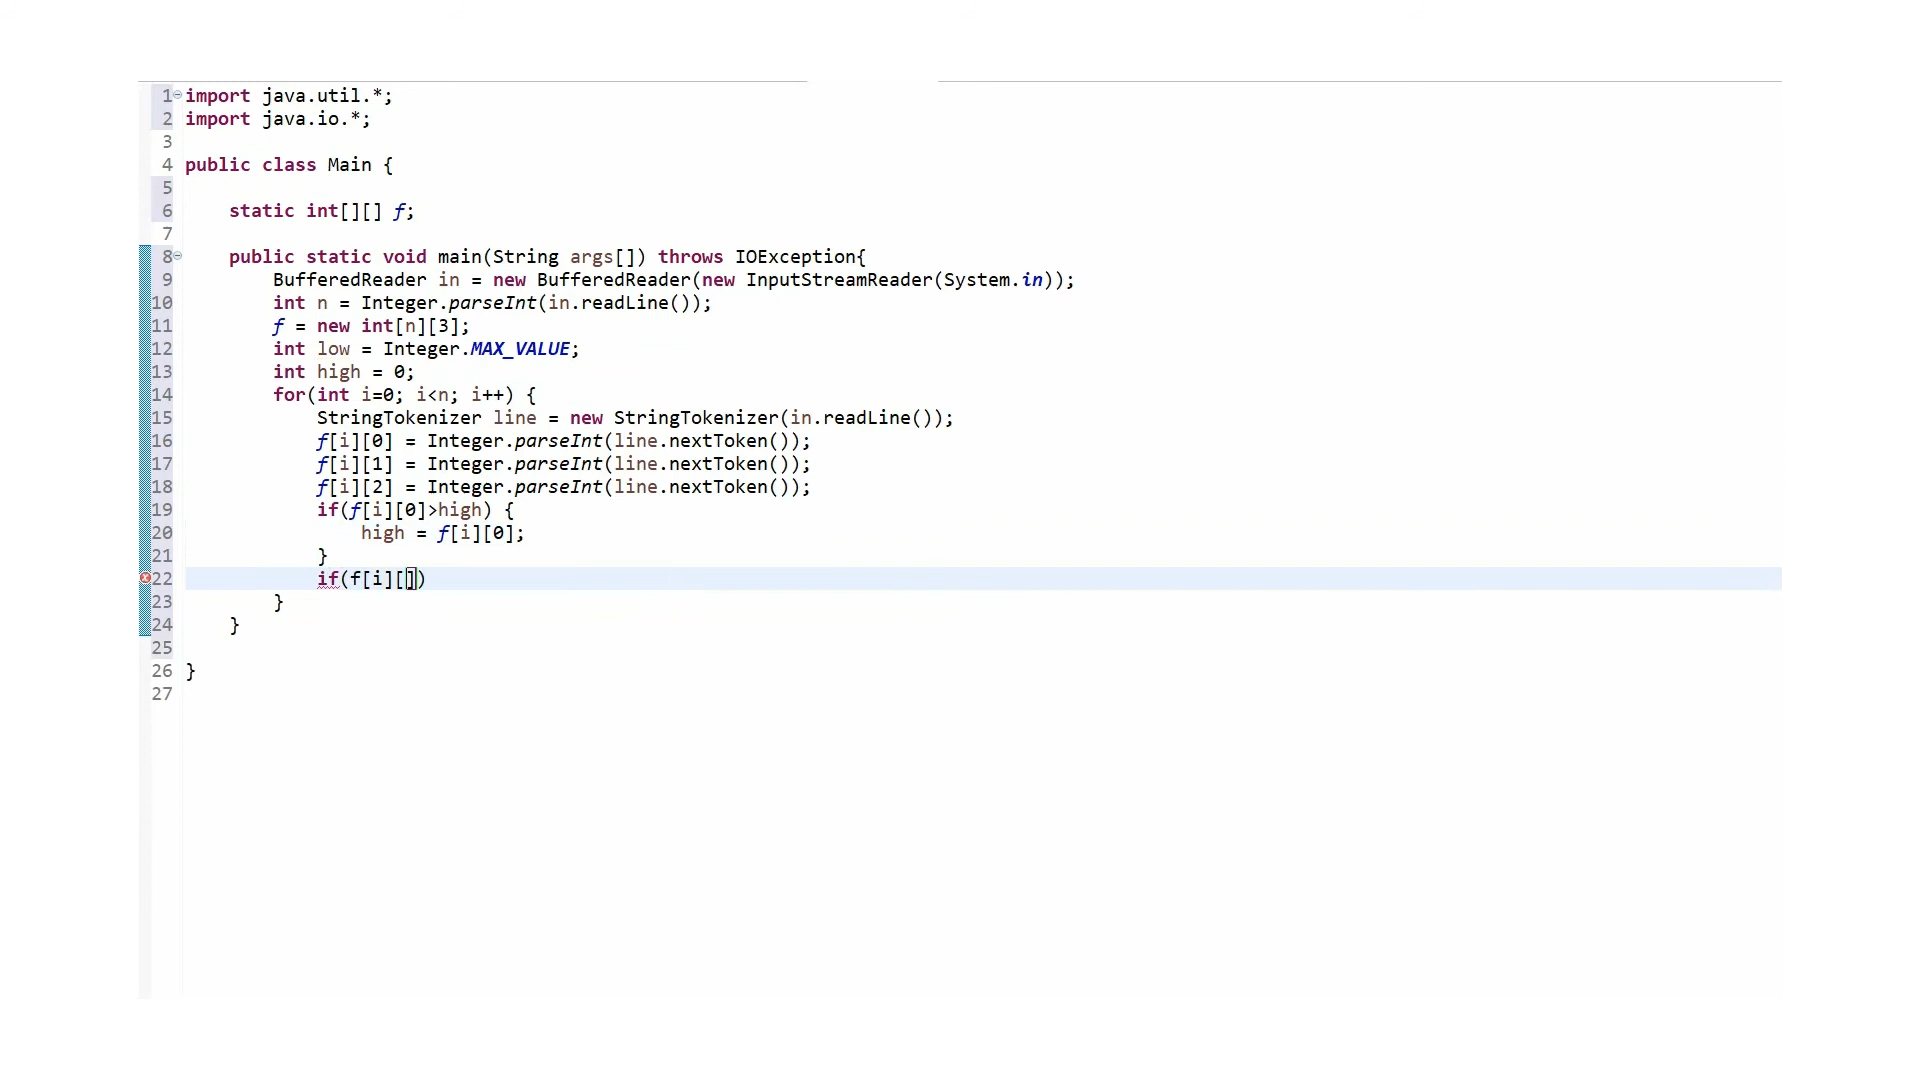 1 import java.util.*;
2 import java.io.*;
3
4 public class Main {
5
6     static int[][] f;
7
8     public static void main(String args[]) throws IOException{
9         BufferedReader in = new BufferedReader(new InputStreamReader(System.in));
10         int n = Integer.parseInt(in.readLine());
11         f = new int[n][3];
12         int low = Integer.MAX_VALUE;
13         int high = 0;
14         for(int i=0; i<n; i++) {
15             StringTokenizer line = new StringTokenizer(in.readLine());
16             f[i][0] = Integer.parseInt(line.nextToken());
17             f[i][1] = Integer.parseInt(line.nextToken());
18             f[i][2] = Integer.parseInt(line.nextToken());
19             if(f[i][0]>high) {
20                 high = f[i][0];
21             }
22             if(f[i][])
23         }
24     }
25
26 }
27